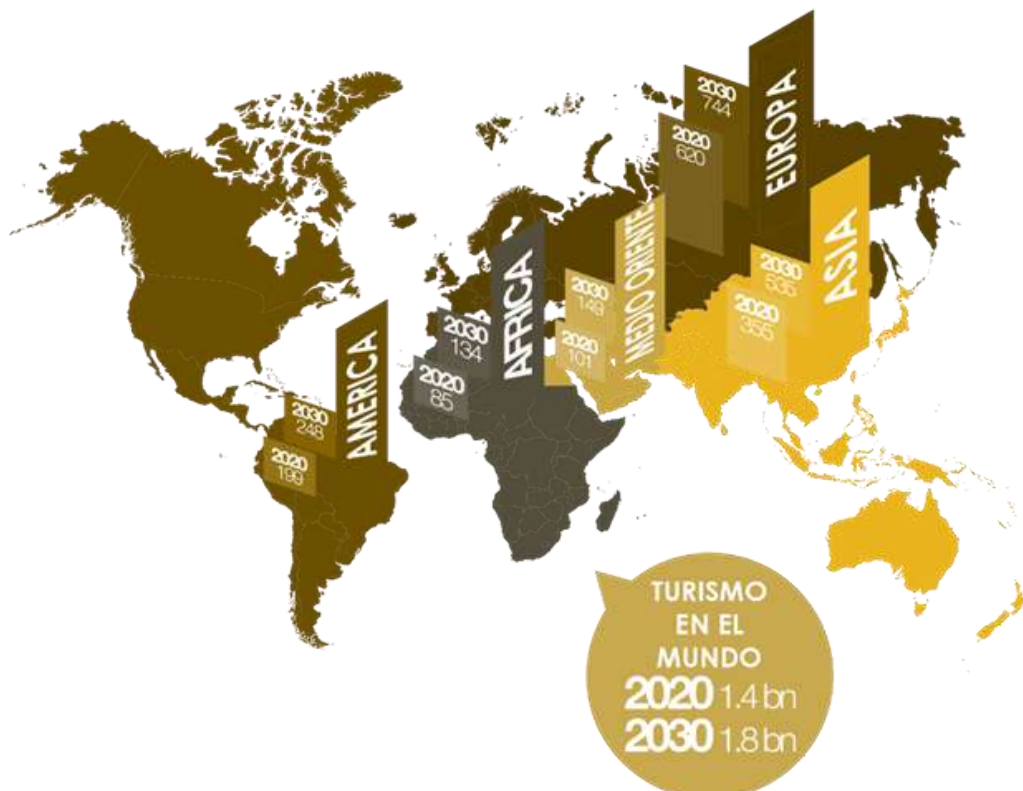 2030
744
2020
620
EUROPA
2030
535
2020
355
ASIA
2030
149
2020
101
MEDIO ORIENTE
2030
134
2020
85
AFRICA
2030
248
2020
199
AMERICA
TURISMO
EN EL
MUNDO
2020 1.4 bn
2030 1.8 bn